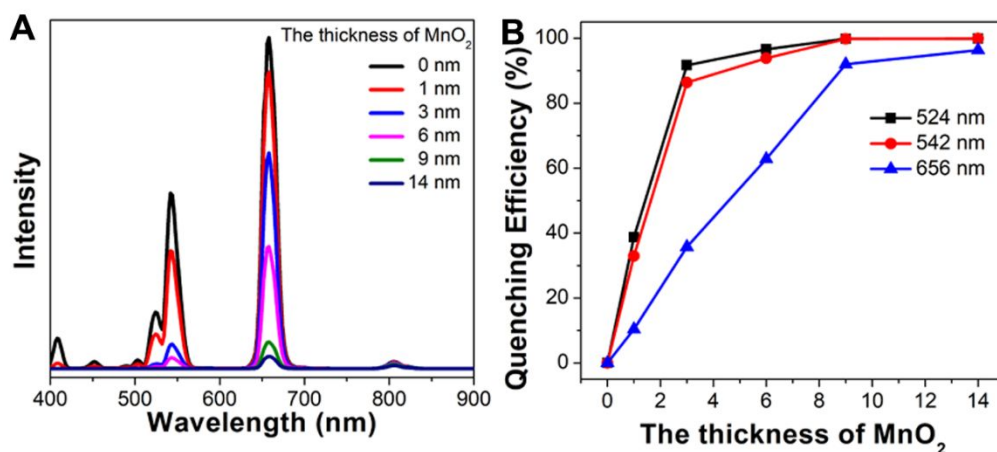 A
The thickness of MnO₂
0 nm
1 nm
3 nm
6 nm
9 nm
14 nm
Intensity
400 500 600 700 800 900
Wavelength (nm)
B
100
80
60
40
20
0
Quenching Efficiency (%)
524 nm
542 nm
656 nm
0 2 4 6 8 10 12 14
The thickness of MnO₂